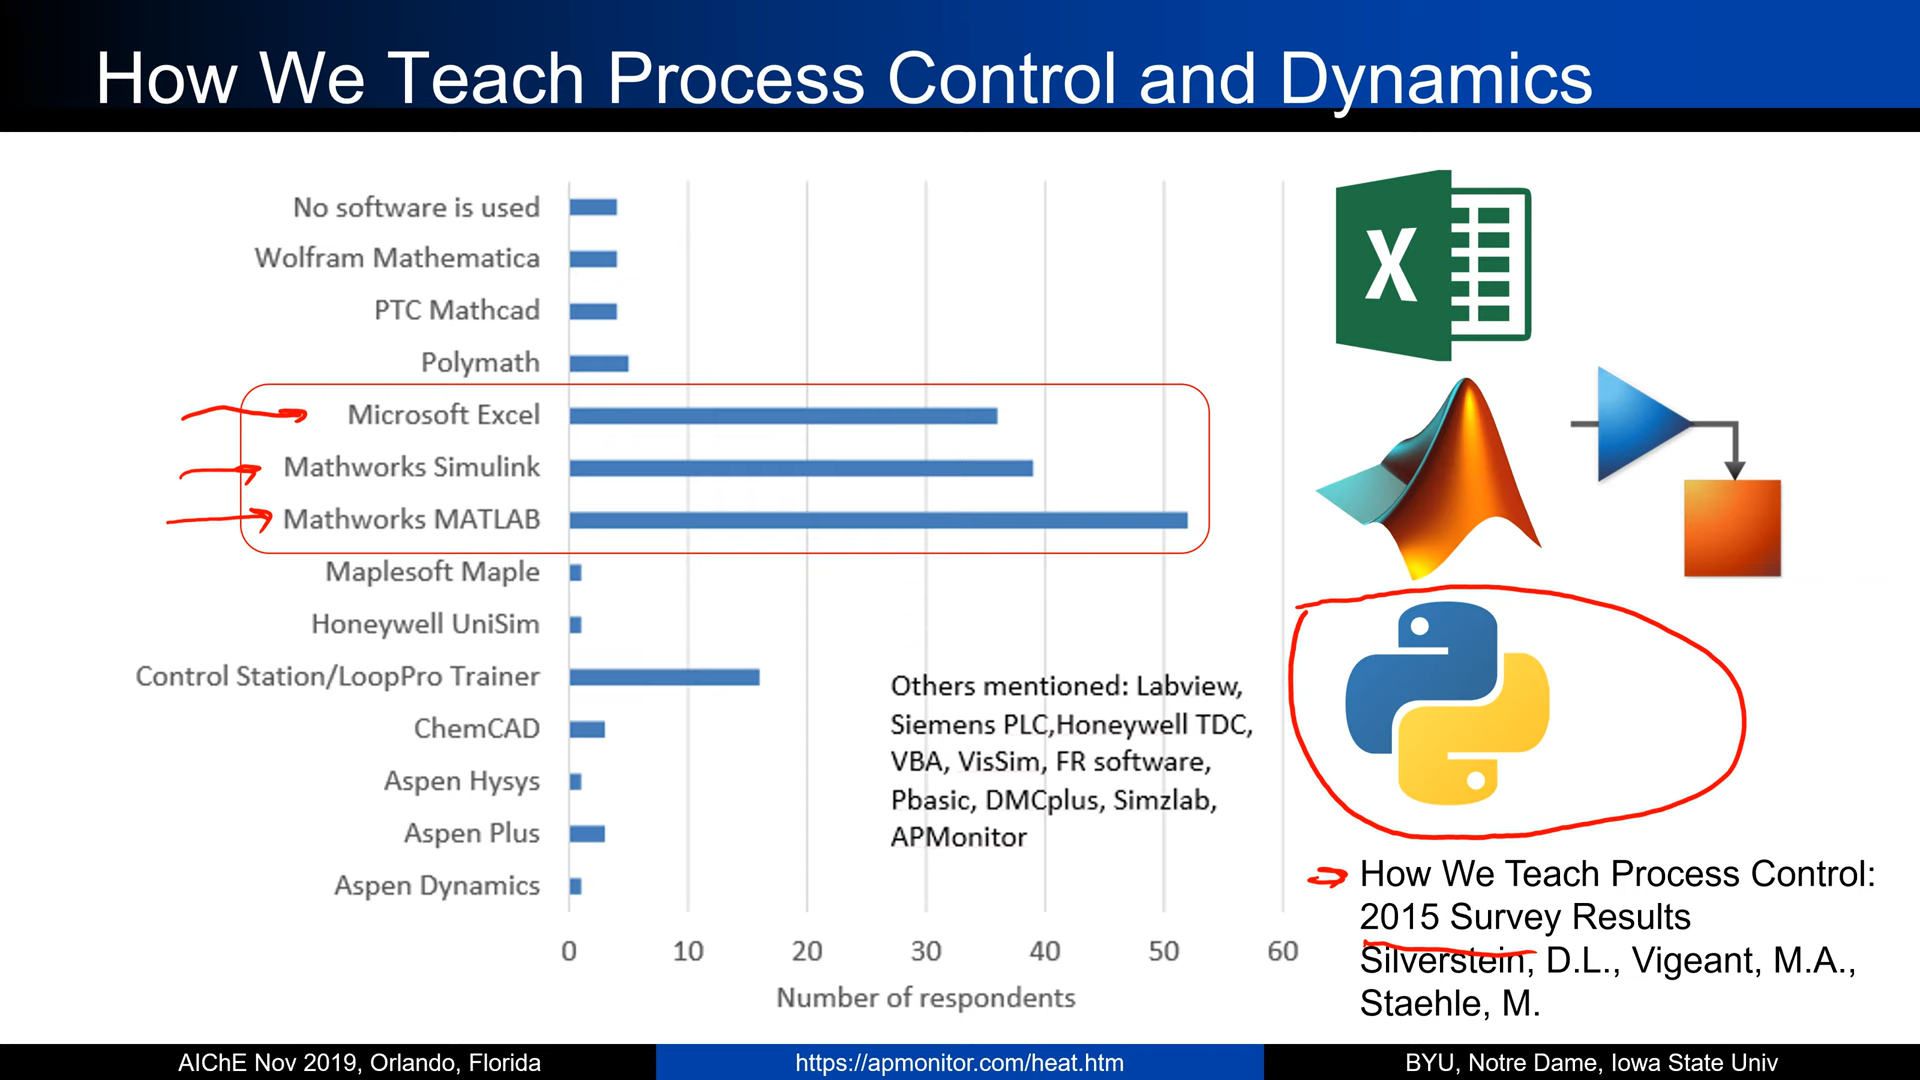 How We Teach Process Control and Dynamics
No software is used
Wolfram Mathematica
PTC Mathcad
Polymath
Microsoft Excel
Mathworks Simulink
Mathworks MATLAB
Maplesoft Maple
Honeywell UniSim
Control Station/LoopPro Trainer
ChemCAD
Aspen Hysys
Aspen Plus
Aspen Dynamics
0 10 20 30 40 50 60
Number of respondents
Others mentioned: Labview,
Siemens PLC,Honeywell TDC,
VBA, VisSim, FR software,
Pbasic, DMCplus, Simzlab,
APMonitor
X
How We Teach Process Control:
2015 Survey Results
Silverstein, D.L., Vigeant, M.A.,
Staehle, M.
AIChE Nov 2019, Orlando, Florida
https://apmonitor.com/heat.htm
BYU, Notre Dame, Iowa State Univ